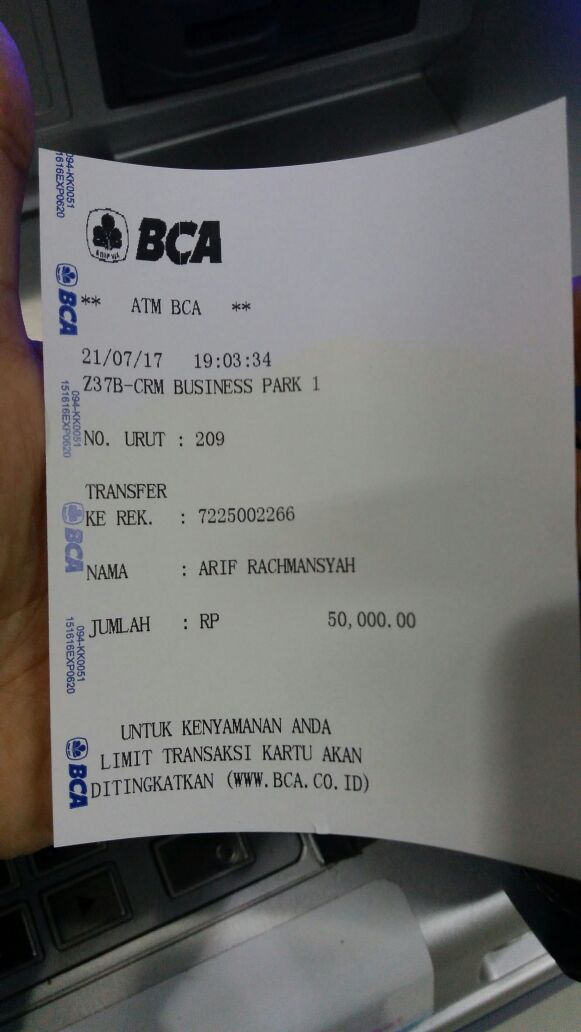 BCA
** ATM BCA **
21/07/17 19:03:34
Z37B-CRM BUSINESS PARK 1
NO. URUT : 209
TRANSFER
KE REK. : 7225002266
NAMA : ARIF RACHMANSYAH
JUMLAH : RP 50,000.00
UNTUK KENYAMANAN ANDA
LIMIT TRANSAKSI KARTU AKAN
DITINGKATKAN (WWW.BCA.CO.ID)
094-KK0051
151616EXP0620
BCA
094-KK0051
151616EXP0620
BCA
094-KK0051
151616EXP0620
BCA